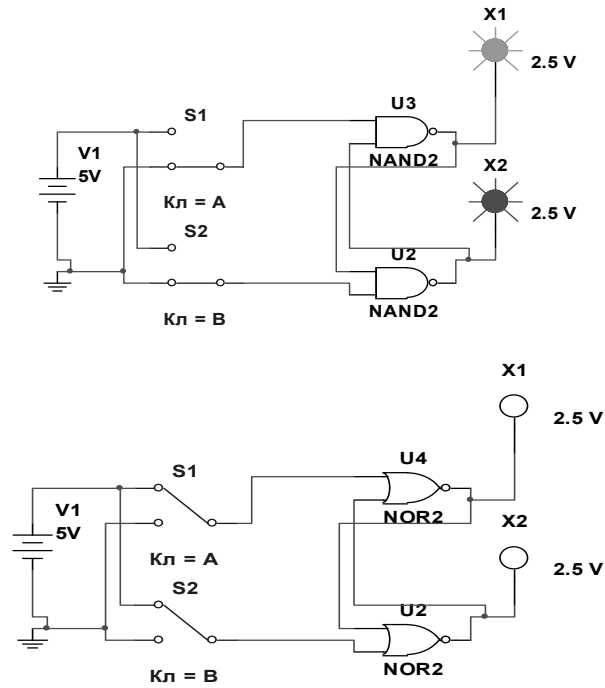 X1
2.5 V
S1
U3
V1
5V
NAND2
X2
Кл = A
S2
2.5 V
U2
NAND2
Кл = B
X1
2.5 V
S1
U4
V1
5V
NOR2
X2
Кл = A
S2
2.5 V
U2
NOR2
Кл = B